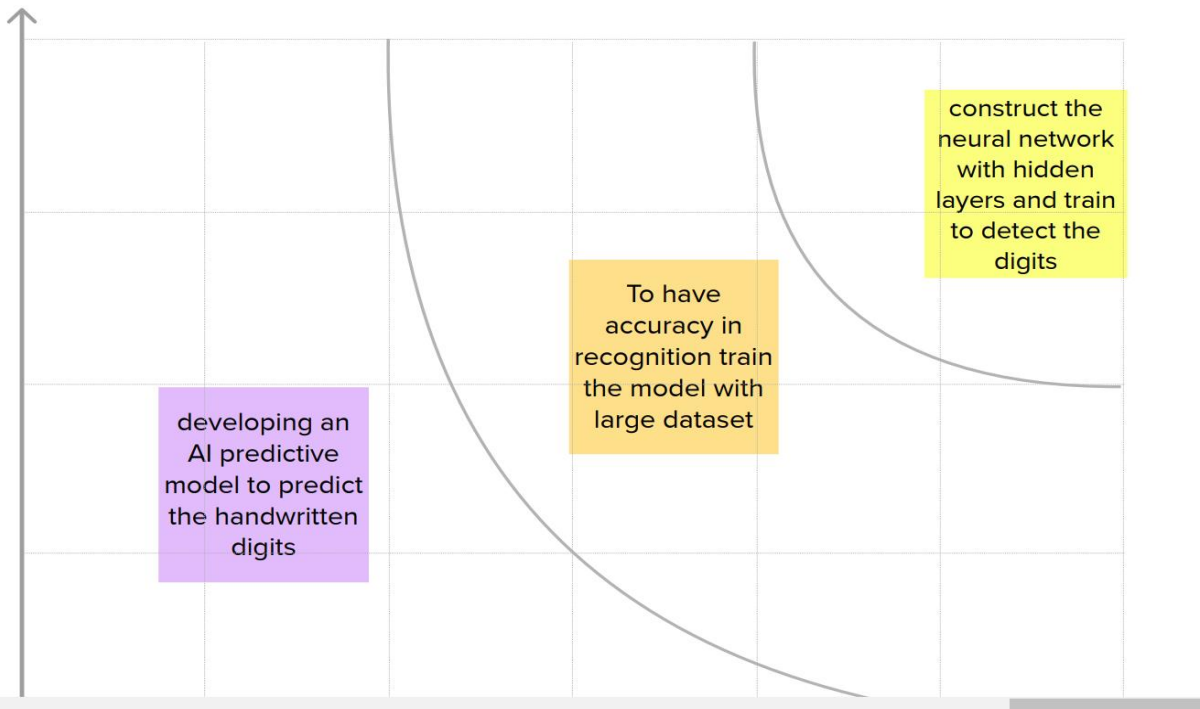 construct the
neural network
with hidden
layers and train
to detect the
digits
To have
accuracy in
recognition train
the model with
large dataset
developing an
AI predictive
model to predict
the handwritten
digits